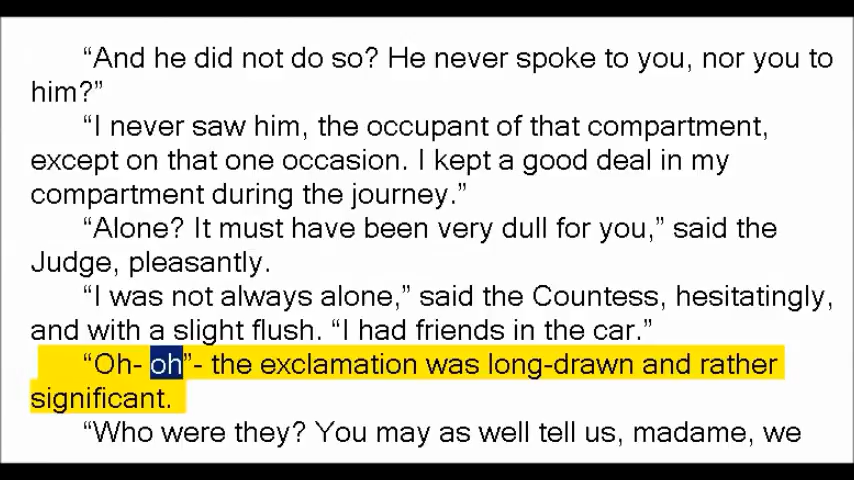 “And he did not do so? He never spoke to you, nor you to
him?”
“I never saw him, the occupant of that compartment,
except on that one occasion. I kept a good deal in my
compartment during the journey.”
“Alone? It must have been very dull for you,” said the
Judge, pleasantly.
“I was not always alone,” said the Countess, hesitatingly,
and with a slight flush. “I had friends in the car.”
“Oh- oh”- the exclamation was long-drawn and rather
significant.
“Who were they? You may as well tell us, madame, we